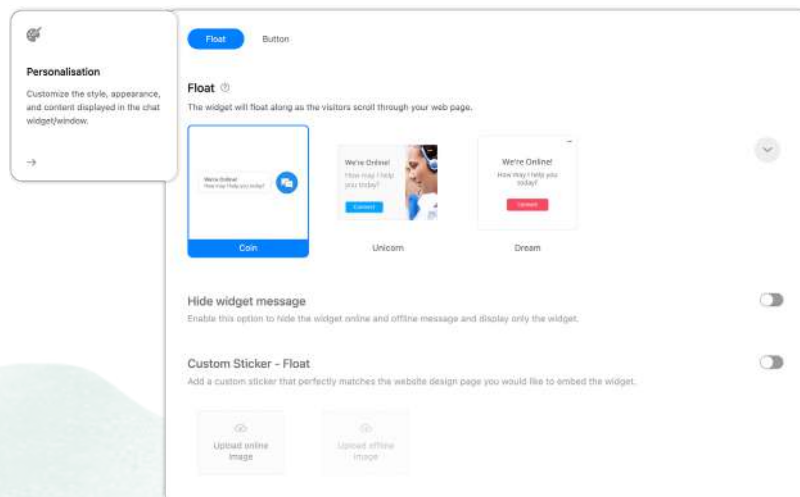 Personalisation
Customize the style, appearance,
and content displayed in the chat
widget/window.
Float
Button
Float
The widget will float along as the visitors scroll through your web page.
We're Online!
How may I help you today?
Coin
We're Online!
How may I help
you today?
Connect
Unicorn
We're Online!
How may I help you
today?
Connect
Dream
Hide widget message
Enable this option to hide the widget online and offline message and display only the widget.
Custom Sticker - Float
Add a custom sticker that perfectly matches the website design page you would like to embed the widget.
Upload online
image
Upload offline
image